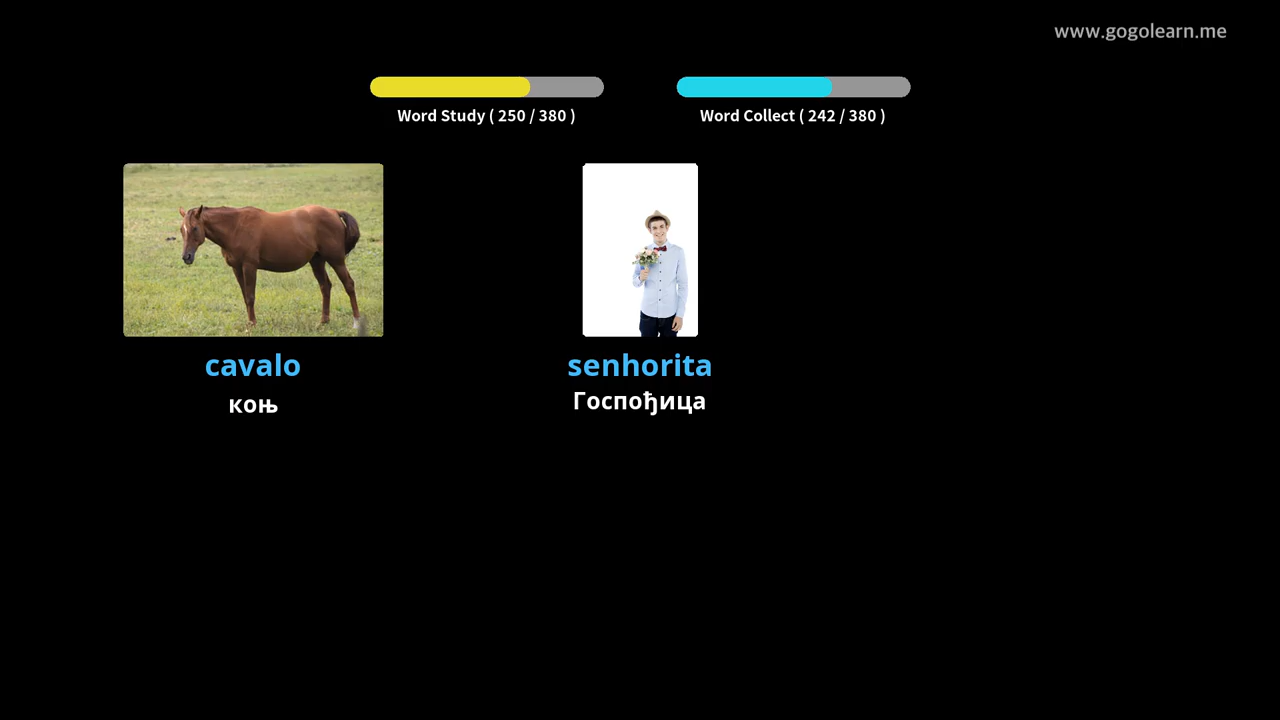 www.gogolearn.me
Word Study ( 250 / 380 )
Word Collect ( 242 / 380 )
cavalo
коњ
senhorita
Госпођица